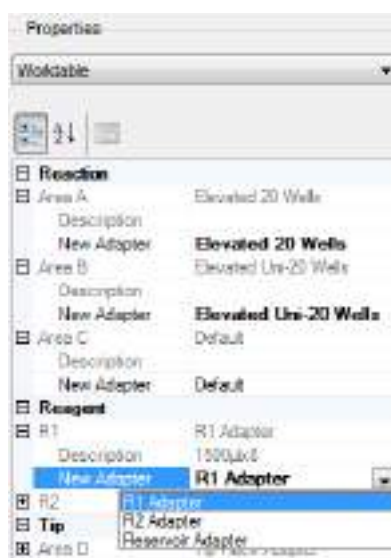 Properties
Worktable
Reaction
Area A Elevated 20 Wells
Description
New Adapter Elevated 20 Wells
Area B Elevated Uni-20 Wells
Description
New Adapter Elevated Uni-20 Wells
Area C Default
Description
New Adapter Default
Reagent
R1 R1 Adapter
Description 1500μlx8
New Adapter R1 Adapter
R2 R1 Adapter
Tip R2 Adapter
Area D Reservoir Adapter